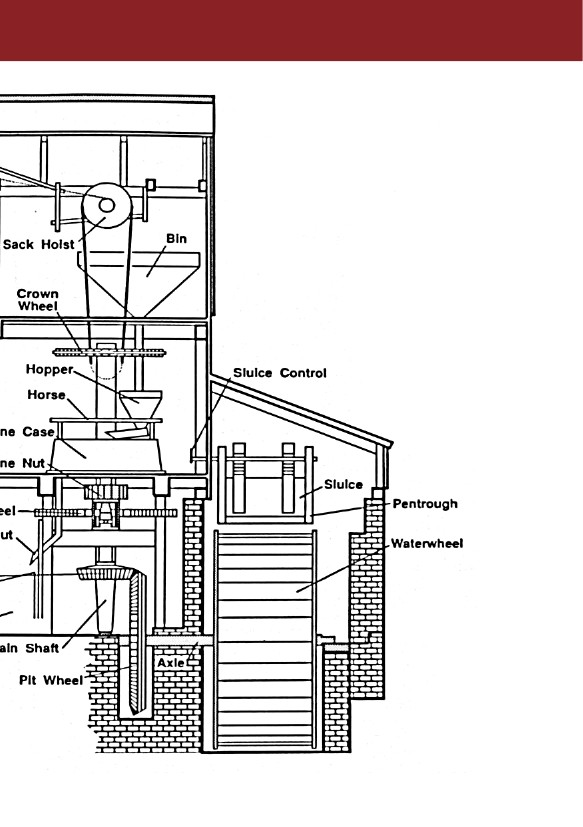 Sack Hoist
Bin
Crown
Wheel
Hopper
Sluice Control
Horse
ne Case
ne Nut
Sluice
Pentrough
eel
ut
Waterwheel
ain Shaft
Axle
Pit Wheel